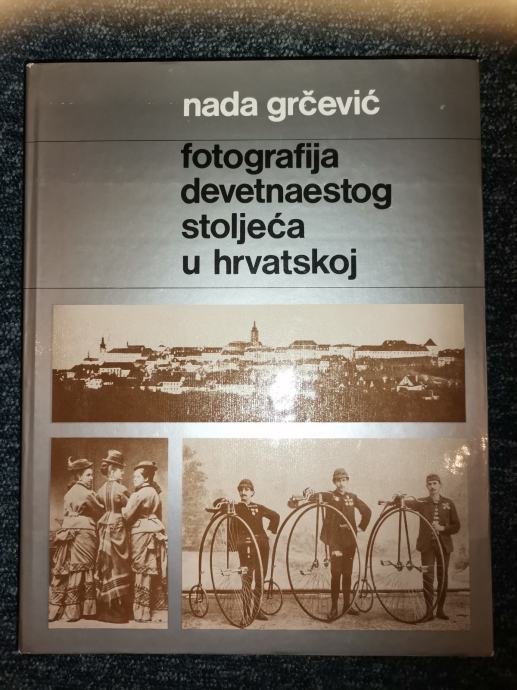 nada grčević
fotografija
devetnaestog
stoljeća
u hrvatskoj